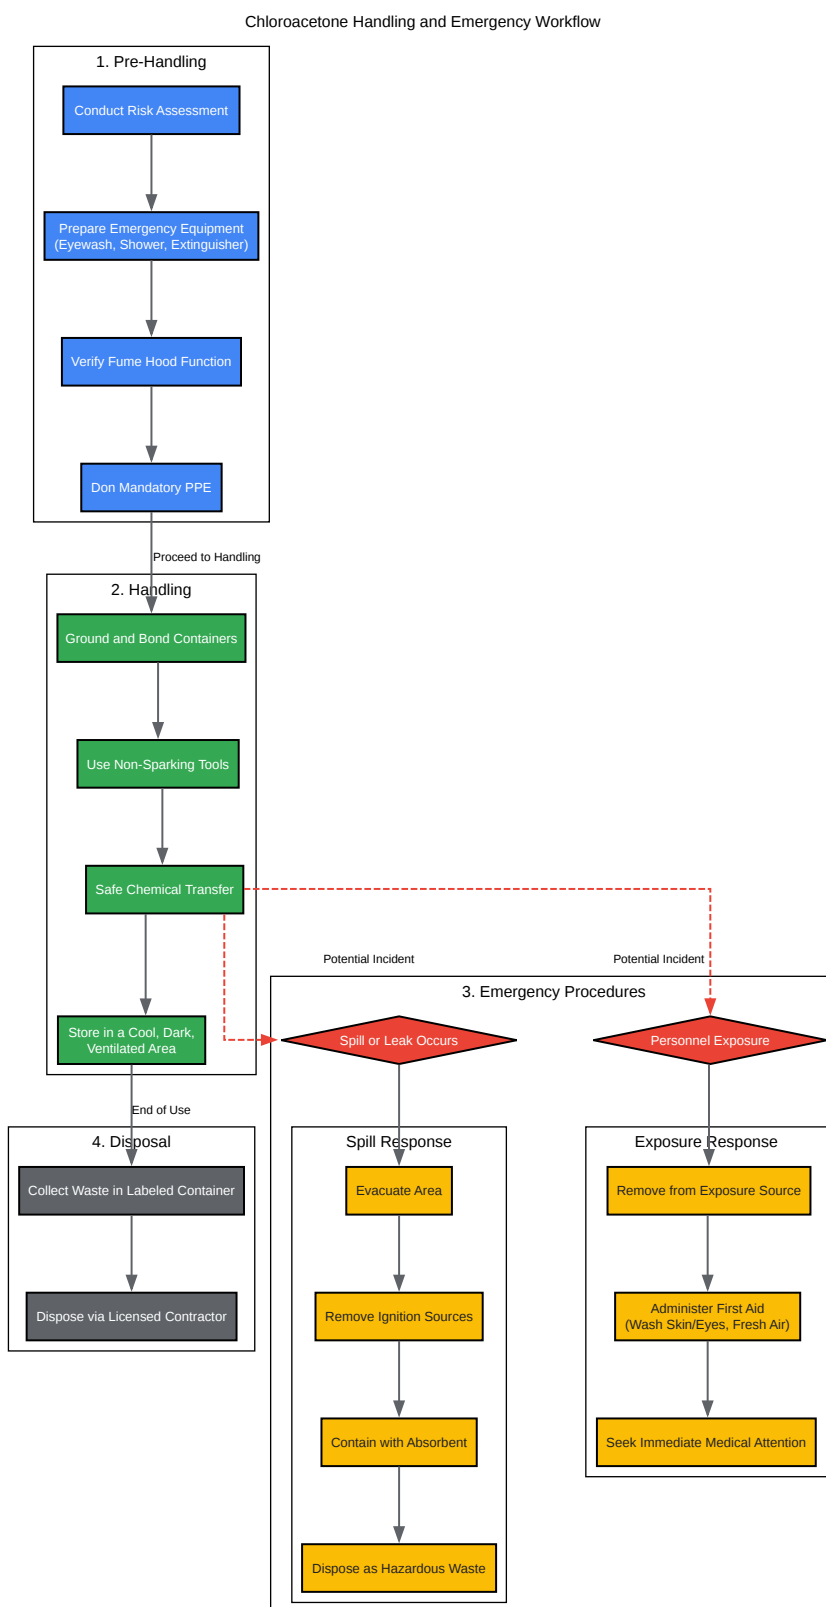 Chloroacetone Handling and Emergency Workflow
1. Pre-Handling
Conduct Risk Assessment
Prepare Emergency Equipment
(Eyewash, Shower, Extinguisher)
Verify Fume Hood Function
Don Mandatory PPE
Proceed to Handling
2. Handling
Ground and Bond Containers
Use Non-Sparking Tools
Safe Chemical Transfer
Potential Incident
Potential Incident
3. Emergency Procedures
Store in a Cool, Dark,
Ventilated Area
Spill or Leak Occurs
Personnel Exposure
End of Use
4. Disposal
Collect Waste in Labeled Container
Dispose via Licensed Contractor
Spill Response
Evacuate Area
Remove Ignition Sources
Contain with Absorbent
Dispose as Hazardous Waste
Exposure Response
Remove from Exposure Source
Administer First Aid
(Wash Skin/Eyes, Fresh Air)
Seek Immediate Medical Attention